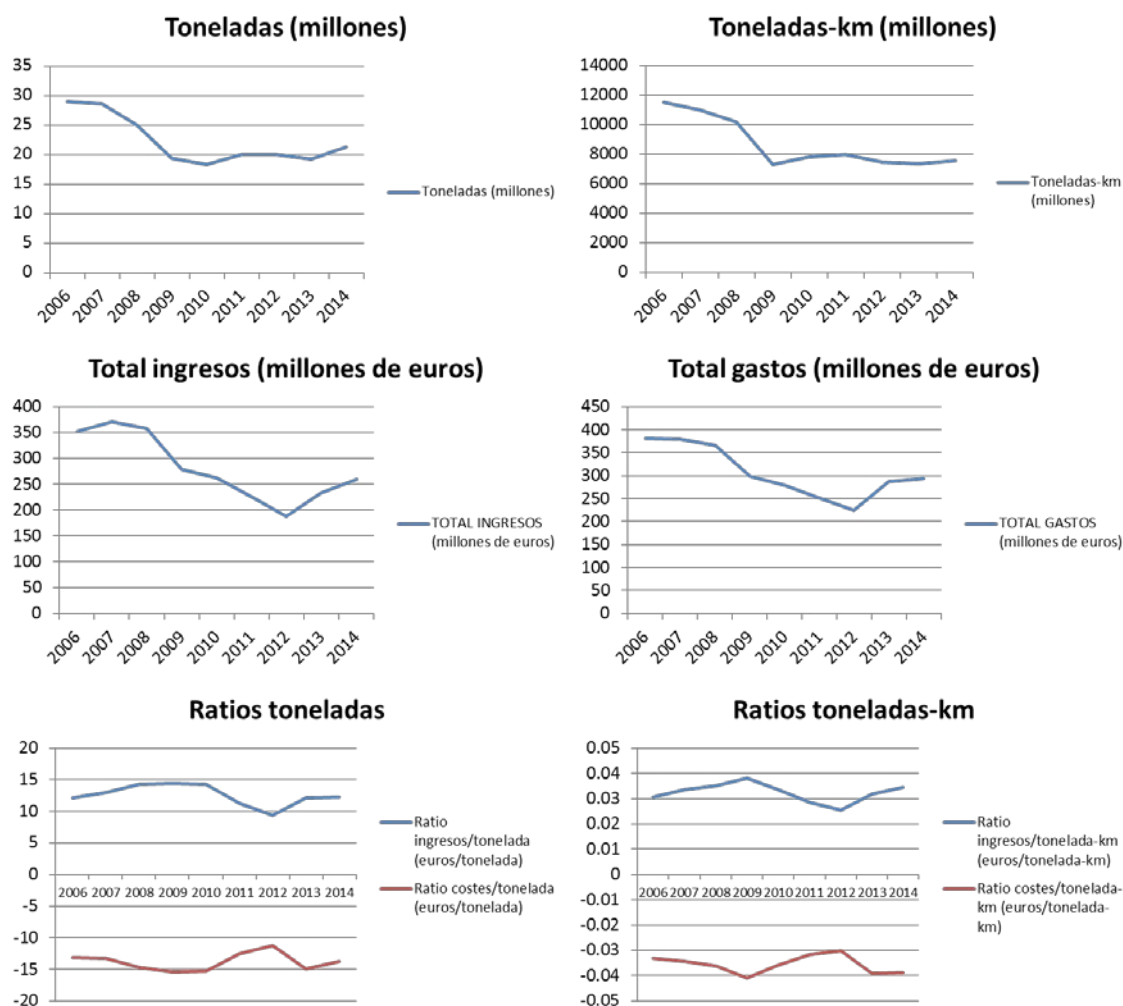 Toneladas (millones)
35
30
25
20
15
10
5
0
2006 2007 2008 2009 2010 2011 2012 2013 2014
Toneladas (millones)
Toneladas-km (millones)
14000
12000
10000
8000
6000
4000
2000
0
2006 2007 2008 2009 2010 2011 2012 2013 2014
Toneladas-km
(millones)
Total ingresos (millones de euros)
400
350
300
250
200
150
100
50
0
2006 2007 2008 2009 2010 2011 2012 2013 2014
TOTAL INGRESOS
(millones de euros)
Total gastos (millones de euros)
450
400
350
300
250
200
150
100
50
0
2006 2007 2008 2009 2010 2011 2012 2013 2014
TOTAL GASTOS
(millones de euros)
Ratios toneladas
20
15
10
5
0
-5
-10
-15
-20
2006 2007 2008 2009 2010 2011 2012 2013 2014
Ratio
ingresos/tonelada
(euros/tonelada)
Ratio costes/tonelada
(euros/tonelada)
Ratios toneladas-km
0.05
0.04
0.03
0.02
0.01
0
-0.01
-0.02
-0.03
-0.04
-0.05
2006 2007 2008 2009 2010 2011 2012 2013 2014
Ratio
ingresos/tonelada-km
(euros/tonelada-km)
Ratio costes/tonelada-
km (euros/tonelada-
km)